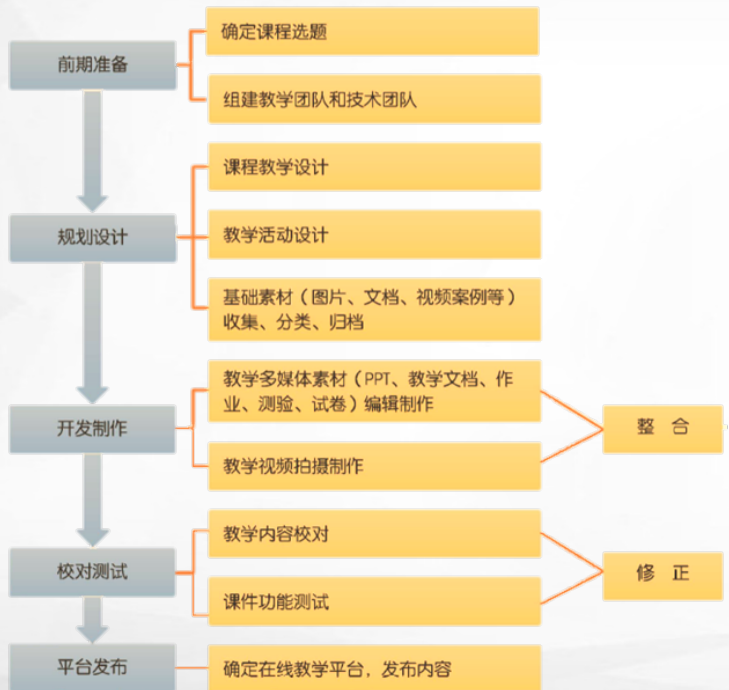 确定课程选题
前期准备
组建教学团队和技术团队
课程教学设计
规划设计
教学活动设计
基础素材（图片、文档、视频案例等）
收集、分类、归档
教学多媒体素材（PPT、教学文档、作
业、测验、试卷）编辑制作
开发制作
整 合
教学视频拍摄制作
教学内容校对
校对测试
修 正
课件功能测试
平台发布
确定在线教学平台，发布内容